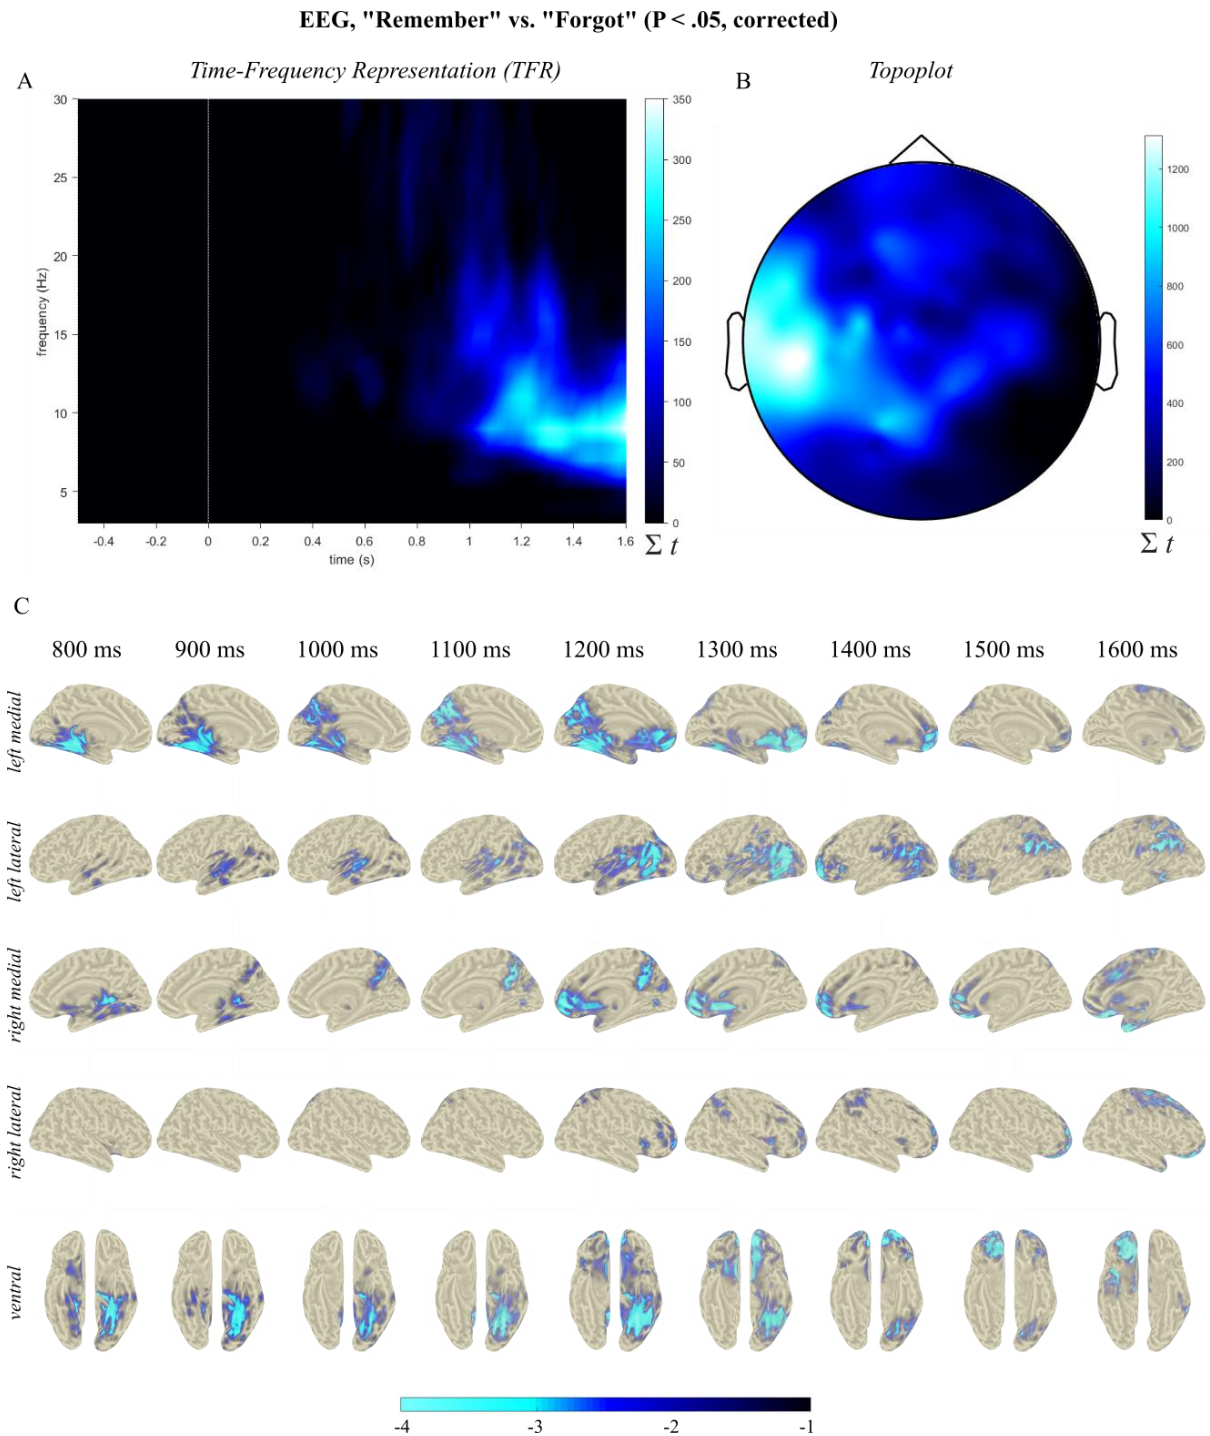 EEG, "Remember" vs. "Forgot" (P < .05, corrected)
A
Time-Frequency Representation (TFR)
B
Topoplot
30
25
20
15
10
5
frequency (Hz)
-0.4 -0.2 0 0.2 0.4 0.6 0.8 1 1.2 1.4 1.6
time (s)
350
300
250
200
150
100
50
0
Σ t
1200
1000
800
600
400
200
0
Σ t
C
800 ms 900 ms 1000 ms 1100 ms 1200 ms 1300 ms 1400 ms 1500 ms 1600 ms
left medial
left lateral
right medial
right lateral
ventral
-4 -3 -2 -1